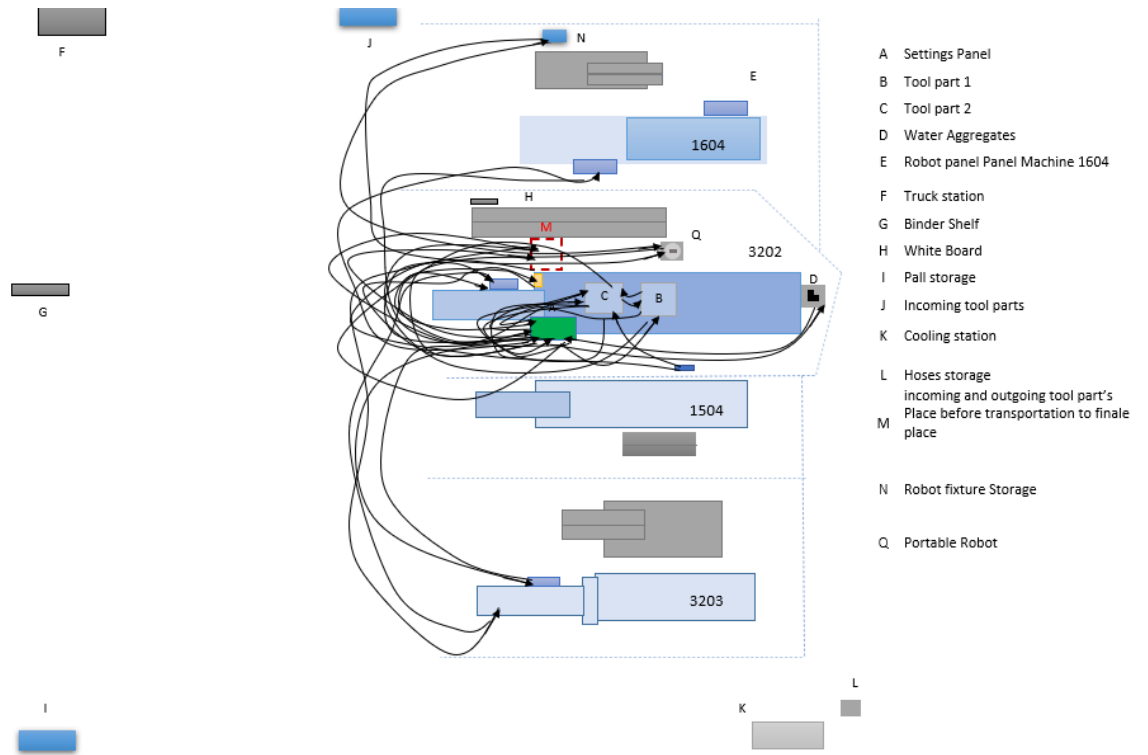 F
J
N
E
1604
H
M
Q
3202
G
C
B
D
1504
3203
I
K
L
A Settings Panel
B Tool part 1
C Tool part 2
D Water Aggregates
E Robot panel Panel Machine 1604
F Truck station
G Binder Shelf
H White Board
I Pall storage
J Incoming tool parts
K Cooling station
L Hoses storage
incoming and outgoing tool part's
M Place before transportation to finale
place
N Robot fixture Storage
Q Portable Robot